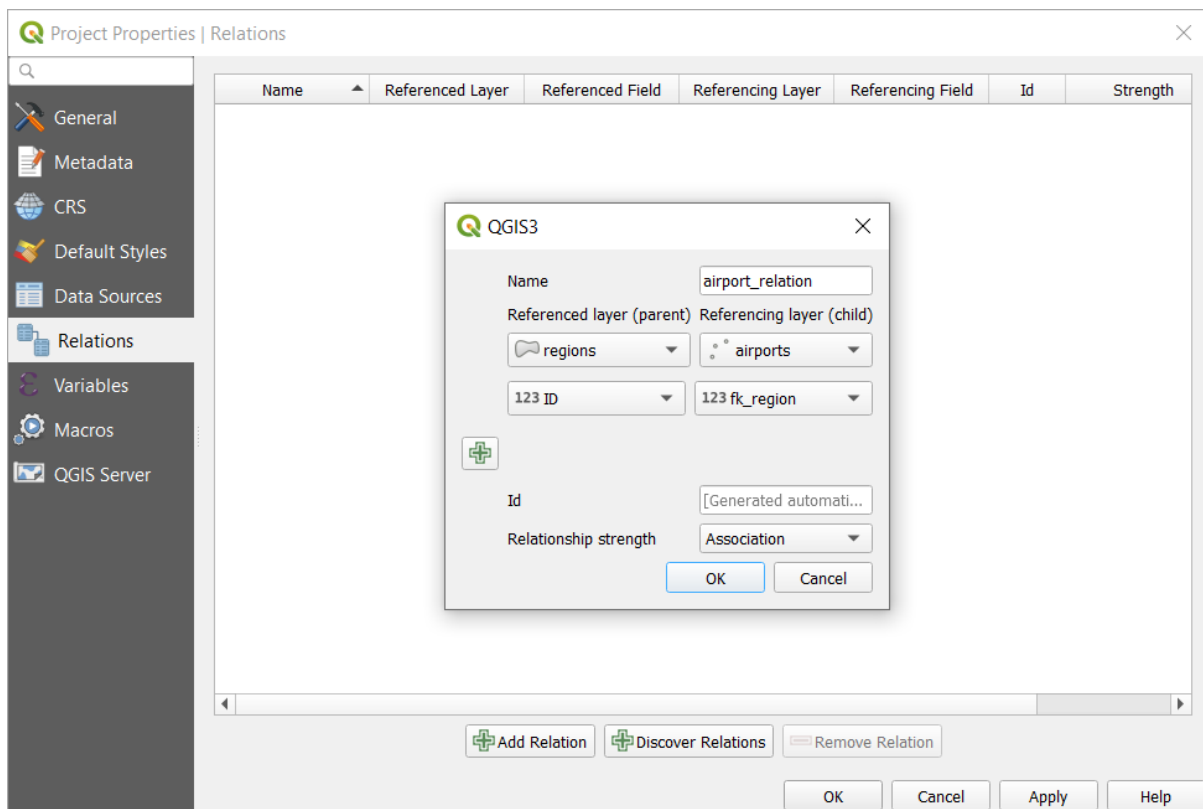 Project Properties | Relations
General
Metadata
CRS
Default Styles
Data Sources
Relations
Variables
Macros
QGIS Server
Name Referenced Layer Referenced Field Referencing Layer Referencing Field Id Strength
QGIS3
Name airport_relation
Referenced layer (parent) Referencing layer (child)
regions airports
123 ID 123 fk_region
Id [Generated automati...
Relationship strength Association
OK Cancel
Add Relation Discover Relations Remove Relation
OK Cancel Apply Help